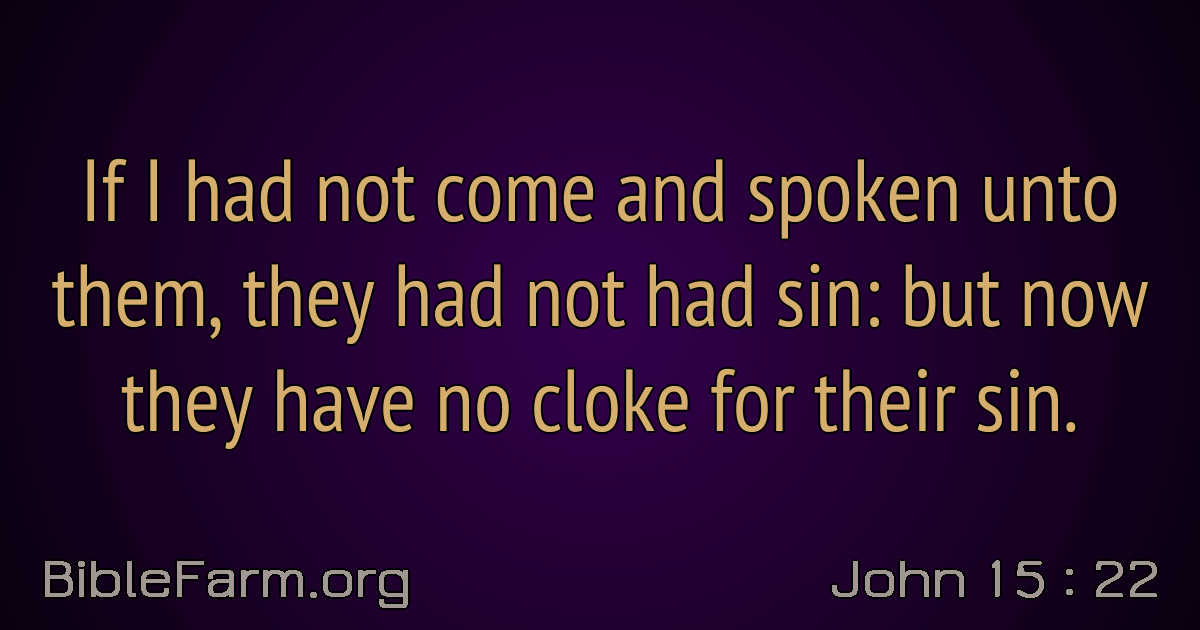 If I had not come and spoken unto
them, they had not had sin: but now
they have no cloke for their sin.
BibleFarm.org
John 15 : 22